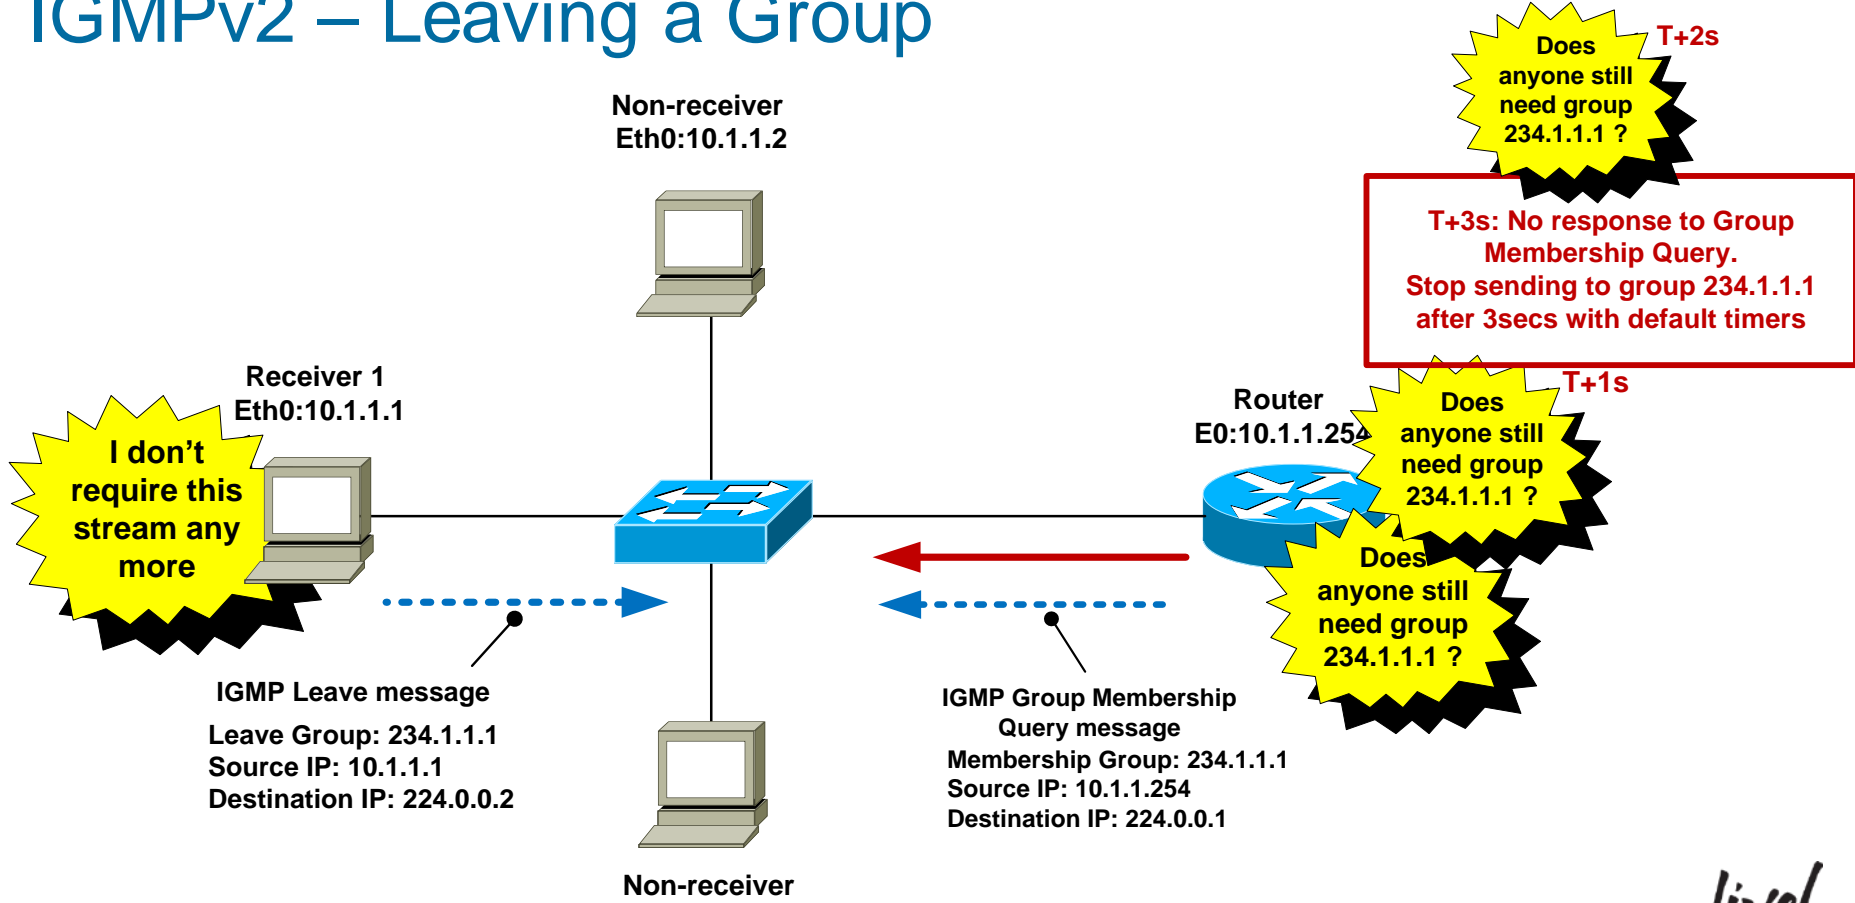 IGMPv2 – Leaving a Group
Does
anyone still
need group
234.1.1.1 ?
T+2s
Non-receiver
Eth0:10.1.1.2
T+3s: No response to Group
Membership Query.
Stop sending to group 234.1.1.1
after 3secs with default timers
Receiver 1
Eth0:10.1.1.1
I don't
require this
stream any
more
Router
E0:10.1.1.254
T+1s
Does
anyone still
need group
234.1.1.1 ?
Does
anyone still
need group
234.1.1.1 ?
IGMP Leave message
Leave Group: 234.1.1.1
Source IP: 10.1.1.1
Destination IP: 224.0.0.2
IGMP Group Membership
Query message
Membership Group: 234.1.1.1
Source IP: 10.1.1.254
Destination IP: 224.0.0.1
Non-receiver